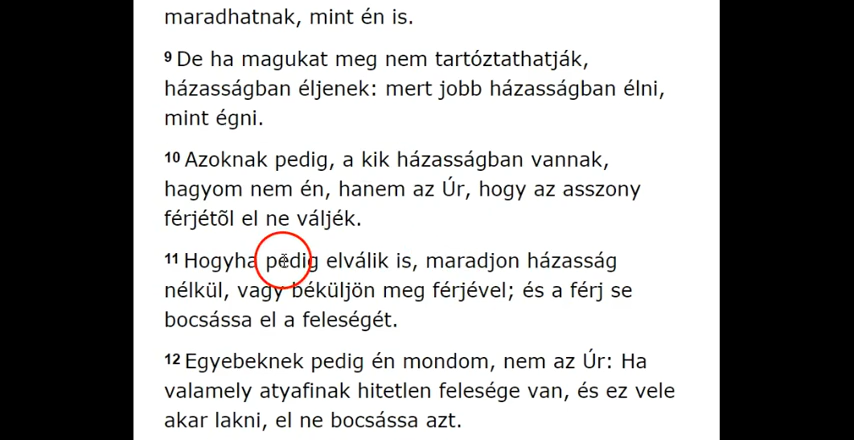 maradhatnak, mint én is.
9 De ha magukat meg nem tartóztathatják,
házasságban éljenek: mert jobb házasságban élni,
mint égni.
10 Azoknak pedig, a kik házasságban vannak,
hagyom nem én, hanem az Úr, hogy az asszony
férjétõl el ne váljék.
11 Hogyha pedig elválik is, maradjon házasság
nélkül, vagy béküljön meg férjével; és a férj se
bocsássa el a feleségét.
12 Egyebeknek pedig én mondom, nem az Úr: Ha
valamely atyafinak hitetlen felesége van, és ez vele
akar lakni, el ne bocsássa azt.